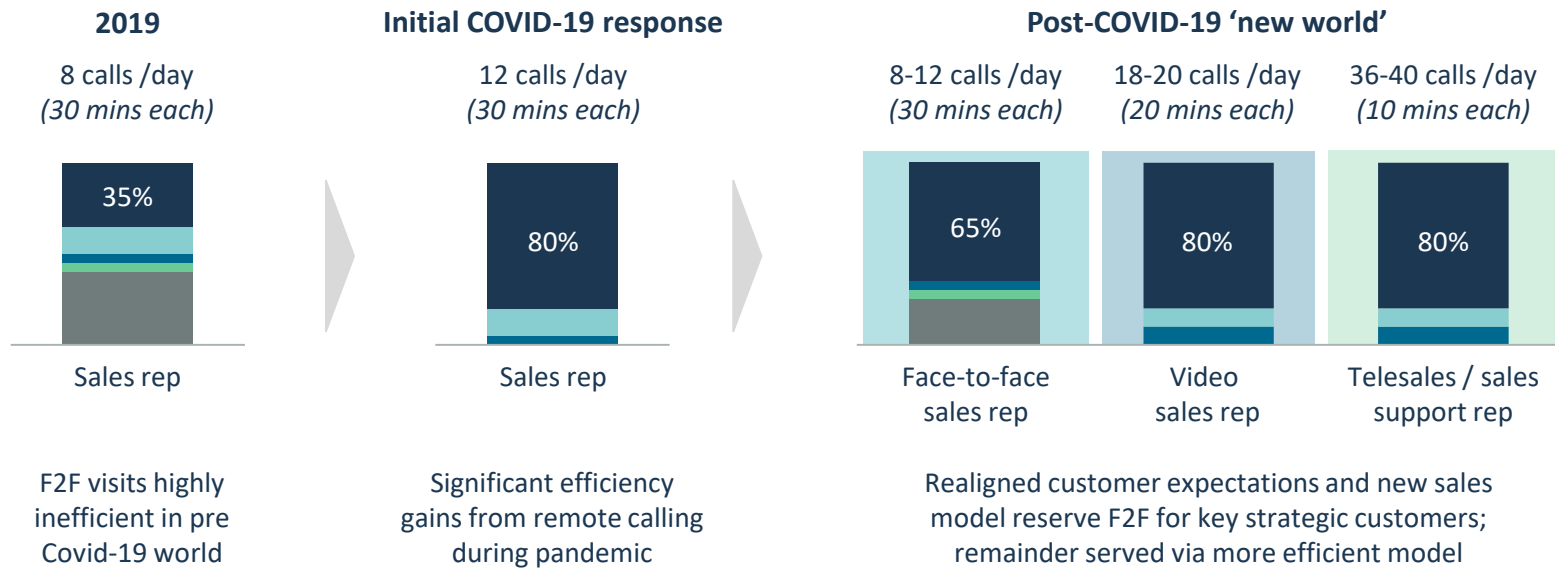 2019
8 calls /day
(30 mins each)
35%
Sales rep
F2F visits highly
inefficient in pre
Covid-19 world
Initial COVID-19 response
12 calls /day
(30 mins each)
80%
Sales rep
Significant efficiency
gains from remote calling
during pandemic
Post-COVID-19 ‘new world’
8-12 calls /day
(30 mins each)
65%
Face-to-face
sales rep
18-20 calls /day
(20 mins each)
80%
Video
sales rep
36-40 calls /day
(10 mins each)
80%
Telesales / sales
support rep
Realigned customer expectations and new sales
model reserve F2F for key strategic customers;
remainder served via more efficient model